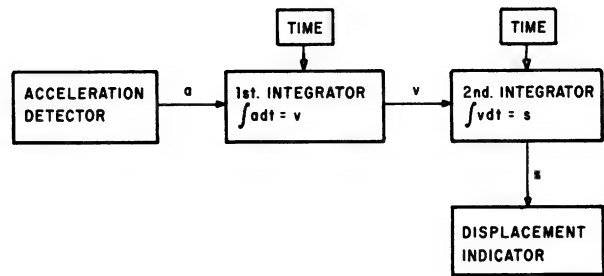 TIME
TIME
ACCELERATION
DETECTOR
a
1st. INTEGRATOR
∫adt = v
v
2nd. INTEGRATOR
∫vdt = s
s
DISPLACEMENT
INDICATOR